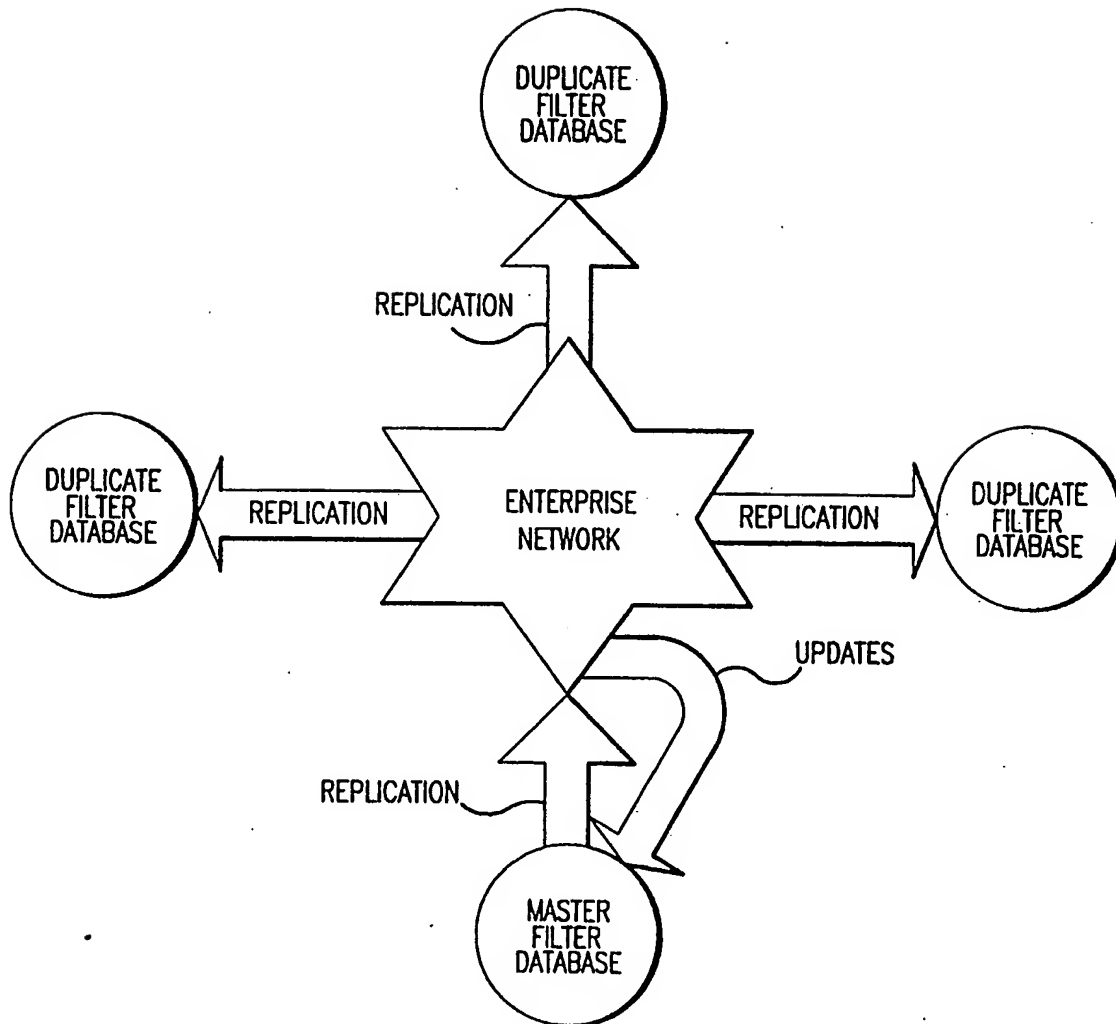 DUPLICATE
FILTER
DATABASE
REPLICATION
DUPLICATE
FILTER
DATABASE
REPLICATION
ENTERPRISE
NETWORK
REPLICATION
DUPLICATE
FILTER
DATABASE
UPDATES
REPLICATION
MASTER
FILTER
DATABASE